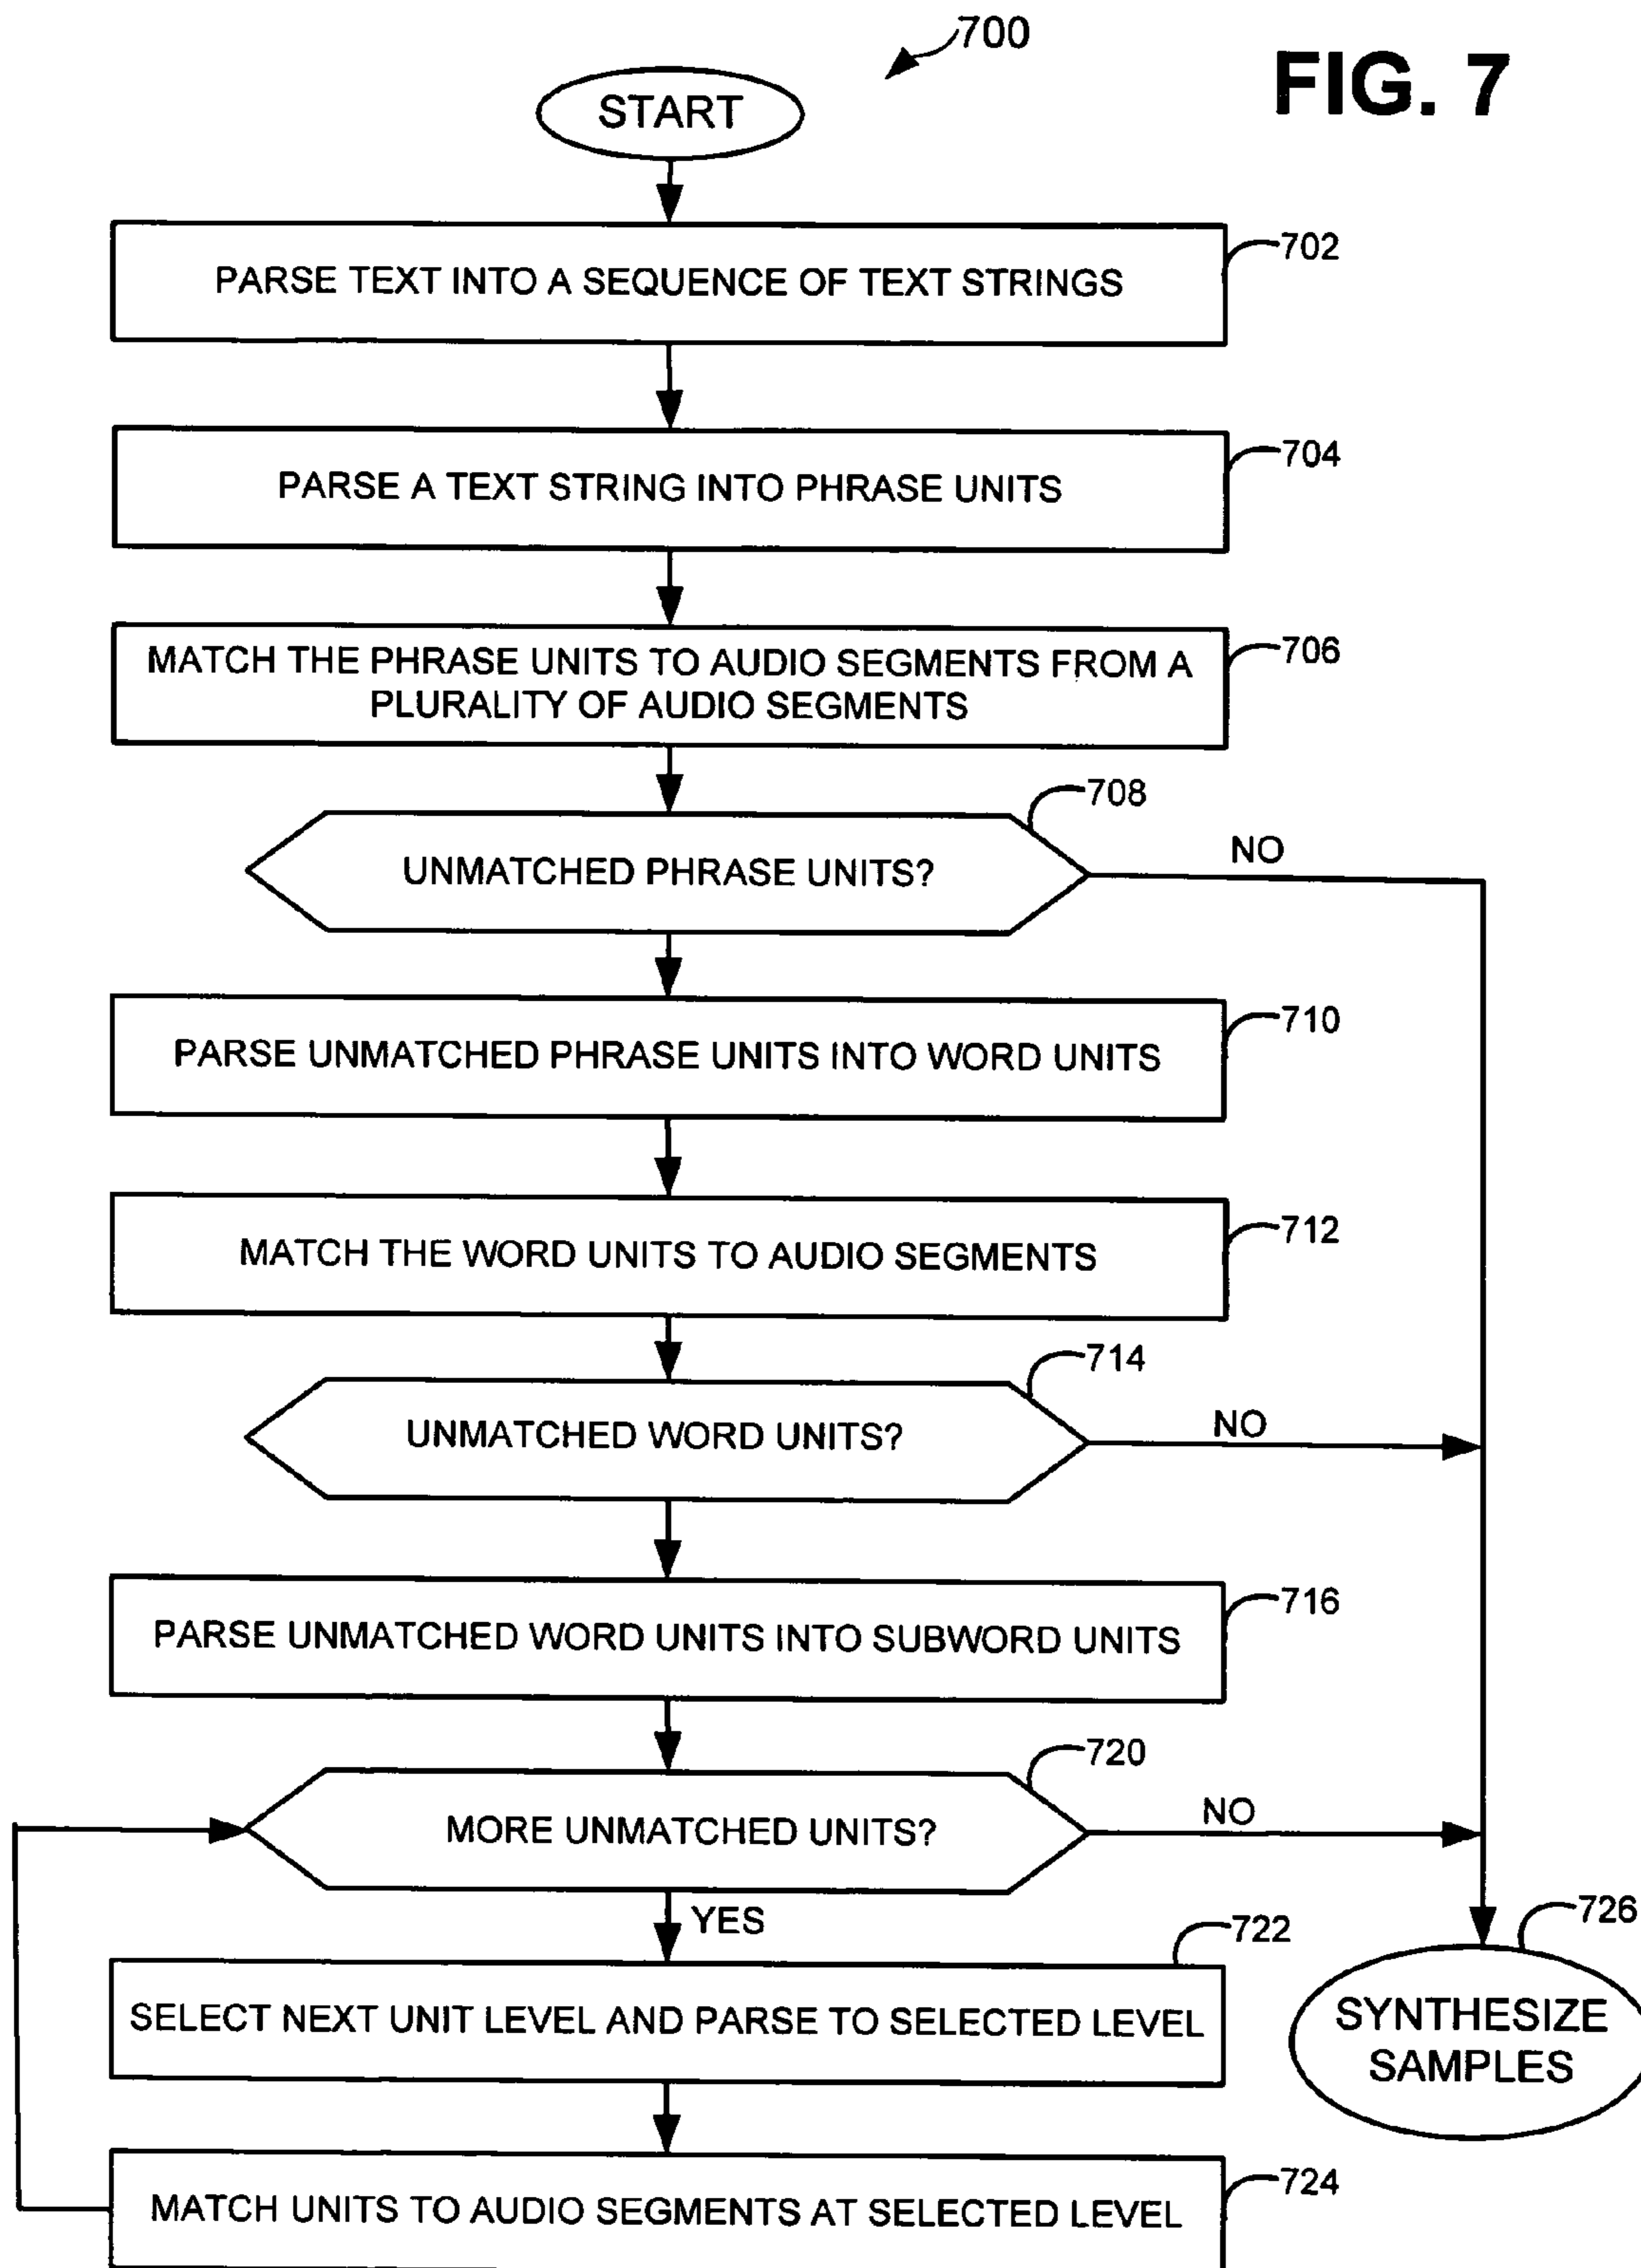 700
FIG. 7
START
702
PARSE TEXT INTO A SEQUENCE OF TEXT STRINGS
704
PARSE A TEXT STRING INTO PHRASE UNITS
706
MATCH THE PHRASE UNITS TO AUDIO SEGMENTS FROM A
PLURALITY OF AUDIO SEGMENTS
708
UNMATCHED PHRASE UNITS?
NO
710
PARSE UNMATCHED PHRASE UNITS INTO WORD UNITS
712
MATCH THE WORD UNITS TO AUDIO SEGMENTS
714
UNMATCHED WORD UNITS?
NO
716
PARSE UNMATCHED WORD UNITS INTO SUBWORD UNITS
720
MORE UNMATCHED UNITS?
NO
YES
722
726
SELECT NEXT UNIT LEVEL AND PARSE TO SELECTED LEVEL
SYNTHESIZE
SAMPLES
724
MATCH UNITS TO AUDIO SEGMENTS AT SELECTED LEVEL